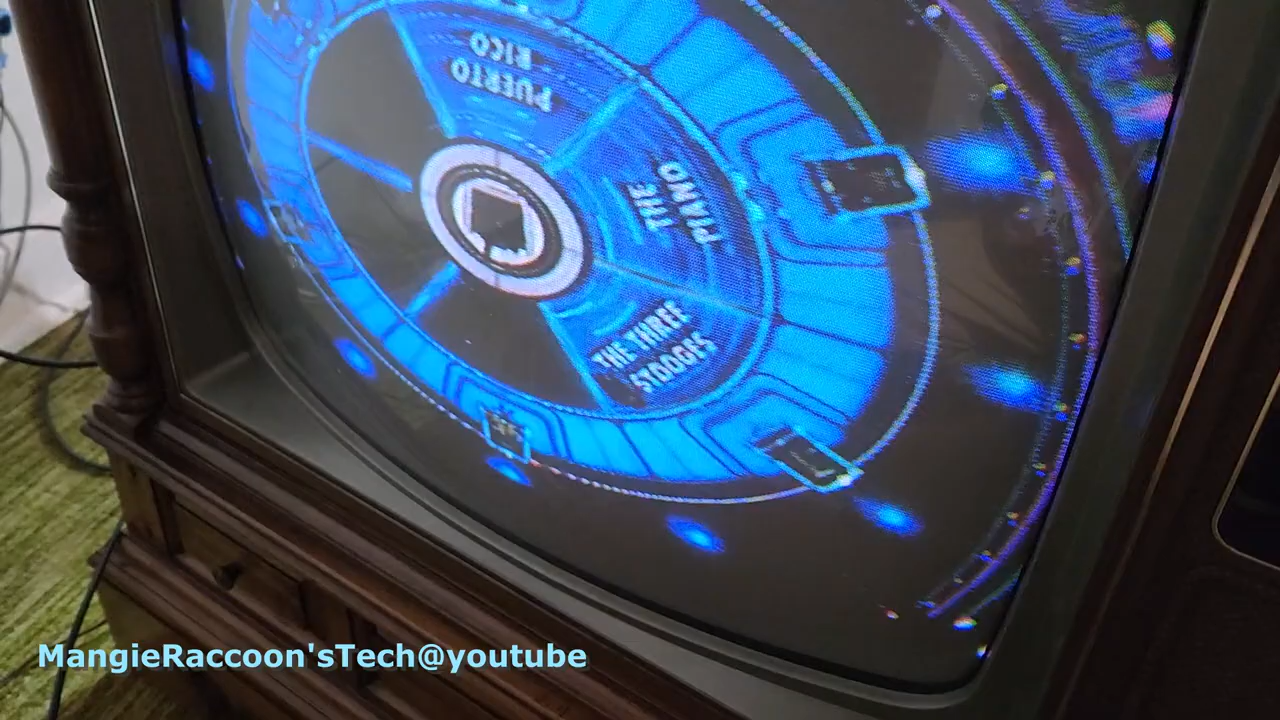 PUERTO
RICO
THE
PIANO
THE THREE
STOOGES
MangieRaccoon'sTech@youtube